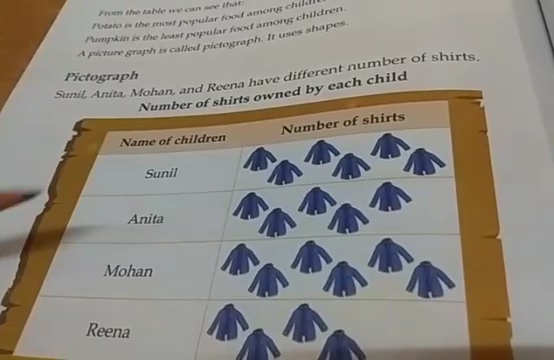 From the table we can see that:
Potato is the most popular food among
Pumpkin is the least popular food among children.
A picture graph is called pictograph. It uses shapes.
Pictograph
Sunil, Anita, Mohan, and Reena have different number of shirts.
Number of shirts owned by each child
Name of children Number of shirts
Sunil
Anita
Mohan
Reena